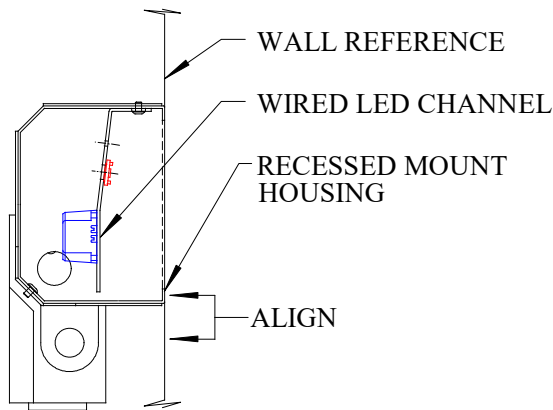 WALL REFERENCE
WIRED LED CHANNEL
RECESSED MOUNT
HOUSING
ALIGN